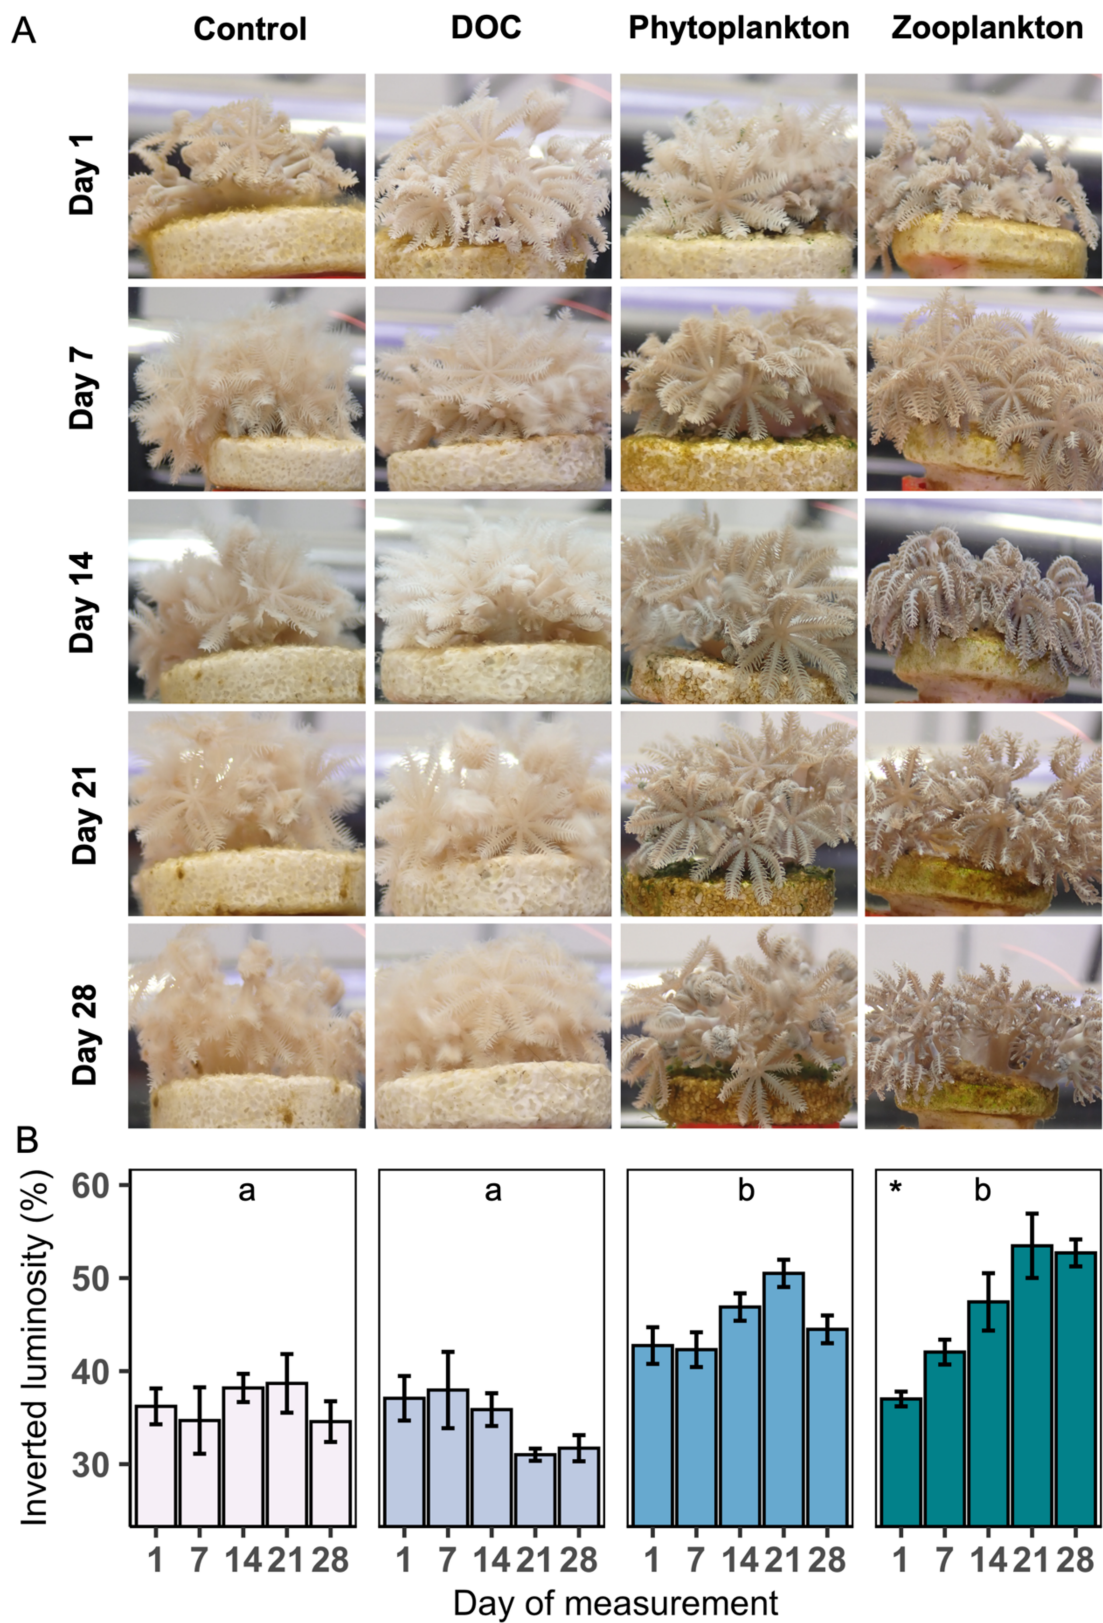 A
Control DOC Phytoplankton Zooplankton
Day 1
Day 7
Day 14
Day 21
Day 28
B
Inverted luminosity (%)
60
50
40
30
a
a
b
* b
1 7 14 21 28 1 7 14 21 28 1 7 14 21 28 1 7 14 21 28
Day of measurement